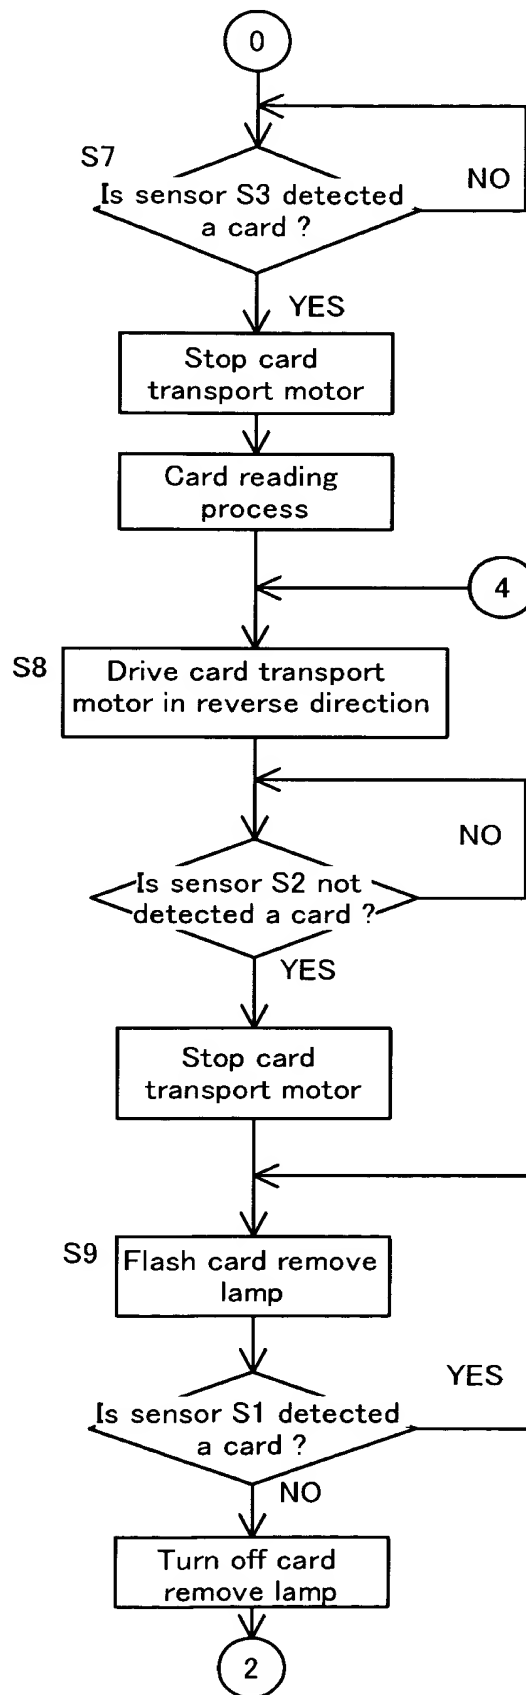 0
S7
Is sensor S3 detected
a card ?
NO
YES
Stop card
transport motor
Card reading
process
4
S8
Drive card transport
motor in reverse direction
NO
Is sensor S2 not
detected a card ?
YES
Stop card
transport motor
S9
Flash card remove
lamp
YES
Is sensor S1 detected
a card ?
NO
Turn off card
remove lamp
2